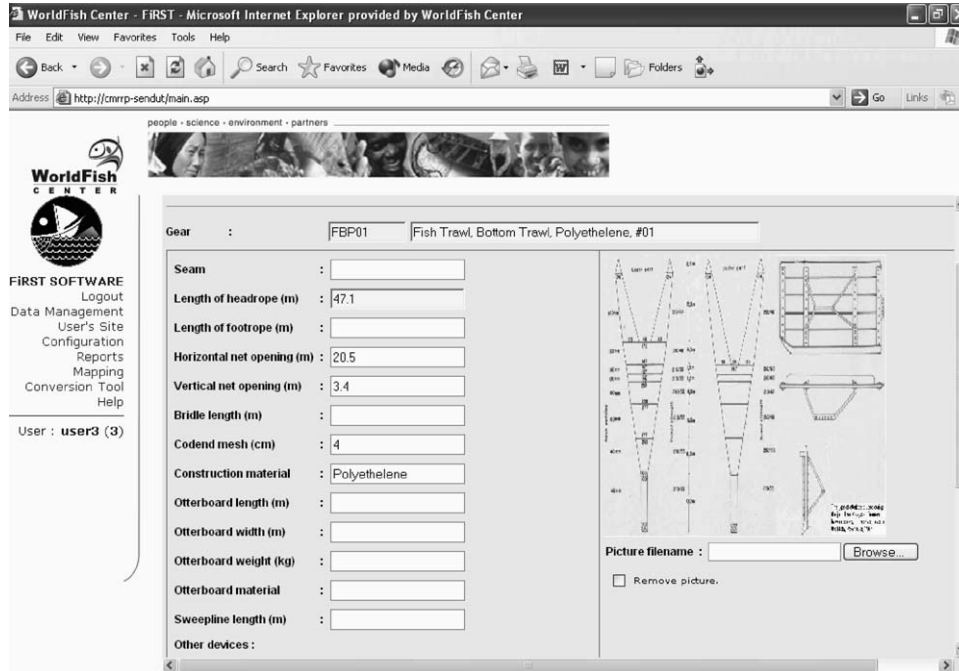 WorldFish Center - FiRST - Microsoft Internet Explorer provided by WorldFish Center
File Edit View Favorites Tools Help
Back Search Favorites Media Folders
Address http://cmrrp-sendut/main.asp Go Links
people - science - environment - partners
WorldFish
CENTER
FiRST SOFTWARE
Logout
Data Management
User's Site
Configuration
Reports
Mapping
Conversion Tool
Help
User : user3 (3)
Gear : FBP01 Fish Trawl, Bottom Trawl, Polyethelene, #01
Seam :
Length of headrope (m) : 47.1
Length of footrope (m) :
Horizontal net opening (m) : 20.5
Vertical net opening (m) : 3.4
Bridle length (m) :
Codend mesh (cm) : 4
Construction material : Polyethelene
Otterboard length (m) :
Otterboard width (m) :
Otterboard weight (kg) :
Otterboard material :
Sweepline length (m) :
Other devices :
Picture filename : Browse...
Remove picture.